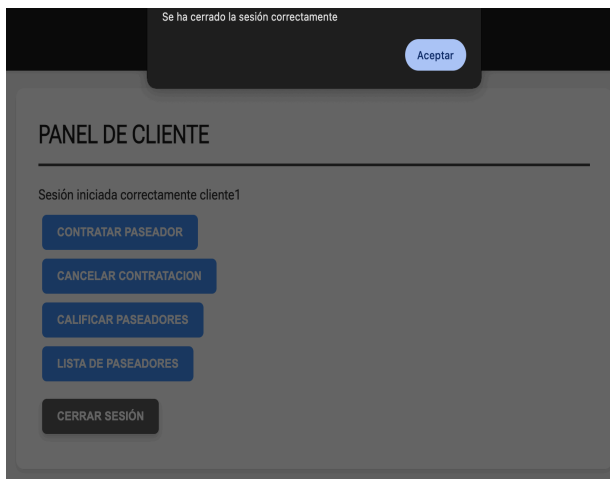 Se ha cerrado la sesión correctamente
Aceptar
PANEL DE CLIENTE
Sesión iniciada correctamente cliente1
CONTRATAR PASEADOR
CANCELAR CONTRATACION
CALIFICAR PASEADORES
LISTA DE PASEADORES
CERRAR SESIÓN